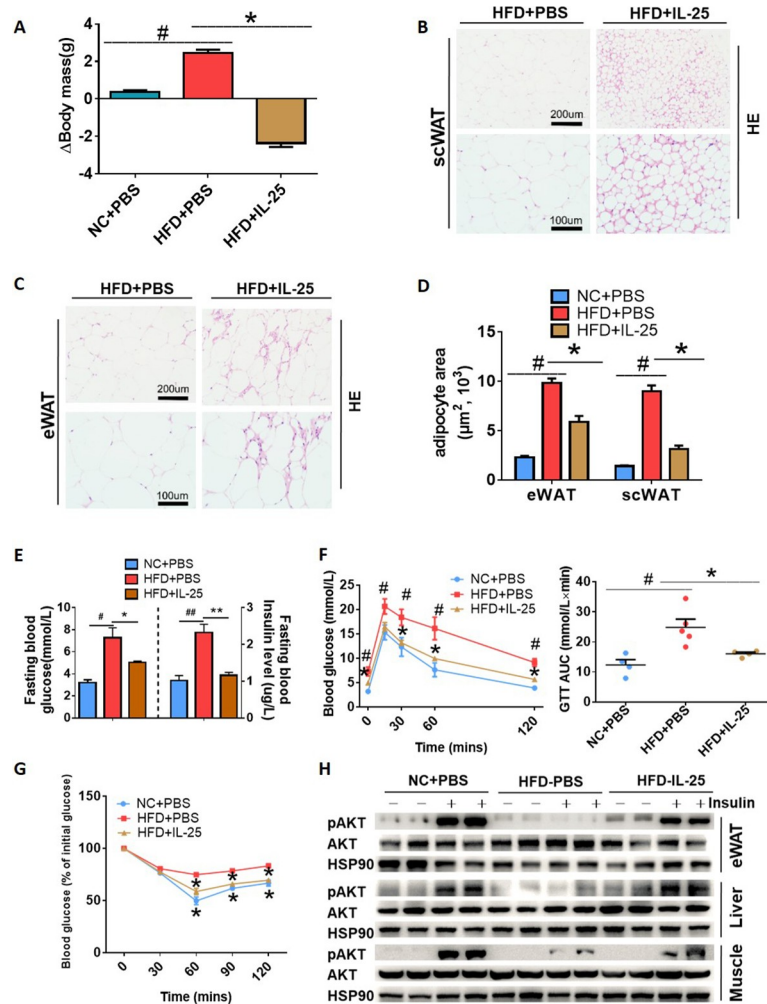 A
#
*
ΔBody mass(g)
4
2
0
-2
-4
NC+PBS
HFD+PBS
HFD+IL-25
B
HFD+PBS
HFD+IL-25
scWAT
HE
200um
100um
C
HFD+PBS
HFD+IL-25
eWAT
HE
200um
100um
D
NC+PBS
HFD+PBS
HFD+IL-25
adipocyte area
(µm², 10³)
15
10
5
0
#
*
#
*
eWAT
scWAT
E
NC+PBS
HFD+PBS
HFD+IL-25
Fasting blood
glucose(mmol/L)
10
8
6
4
2
0
#
*
##
**
3
2
1
0
Fasting blood
Insulin level (ug/L)
F
Blood glucose (mmol/L)
25
20
15
10
5
0
NC+PBS
HFD+PBS
HFD+IL-25
#
#
#
#
#
*
*
*
*
0
30
60
120
Time (mins)
GTT AUC (mmol/L×min)
40
30
20
10
0
#
*
NC+PBS
HFD+PBS
HFD+IL-25
G
Blood glucose (% of initial glucose)
100
50
0
NC+PBS
HFD+PBS
HFD+IL-25
*
*
*
*
*
*
0
30
60
90
120
Time (mins)
H
NC+PBS
HFD-PBS
HFD-IL-25
− − + + − − + + − − + + Insulin
pAKT
AKT
HSP90
eWAT
pAKT
AKT
HSP90
Liver
pAKT
AKT
HSP90
Muscle